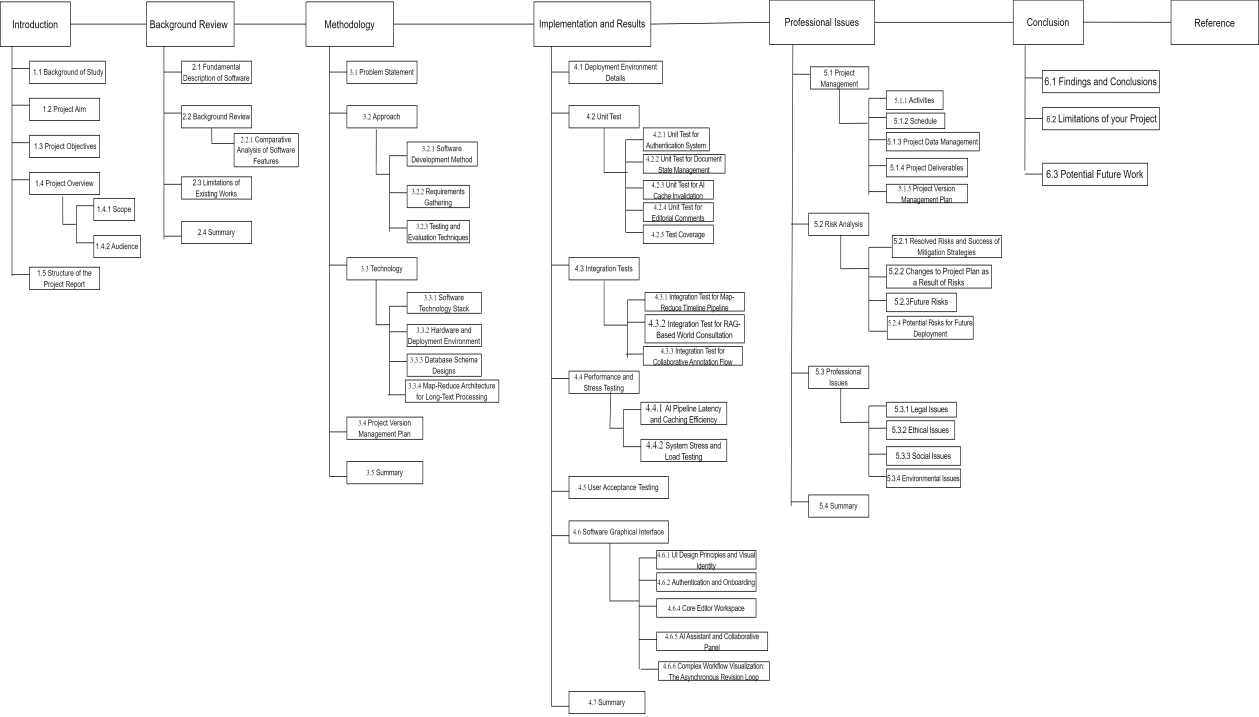 Introduction
Background Review
Methodology
Implementation and Results
Professional Issues
Conclusion
Reference
1.1 Background of Study
1.2 Project Aim
1.3 Project Objectives
1.4 Project Overview
1.4.1 Scope
1.4.2 Audience
1.5 Structure of the
Project Report
2.1 Fundamental
Description of Software
2.2 Background Review
2.2.1 Comparative
Analysis of Software
Features
2.3 Limitations of
Existing Works
2.4 Summary
3.1 Problem Statement
3.2 Approach
3.2.1 Software
Development Method
3.2.2 Requirements
Gathering
3.2.3 Testing and
Evaluation Techniques
3.3 Technology
3.3.1 Software
Technology Stack
3.3.2 Hardware and
Deployment Environment
3.3.3 Database Schema
Designs
3.3.4 Map-Reduce Architecture
for Long-Text Processing
3.4 Project Version
Management Plan
3.5 Summary
4.1 Deployment Environment
Details
4.2 Unit Test
4.2.1 Unit Test for
Authentication System
4.2.2 Unit Test for Document
State Management
4.2.3 Unit Test for AI
Cache Invalidation
4.2.4 Unit Test for
Editorial Comments
4.2.5 Test Coverage
4.3 Integration Tests
4.3.1 Integration Test for Map-
Reduce Timeline Pipeline
4.3.2 Integration Test for RAG-
Based World Consultation
4.3.3 Integration Test for
Collaborative Annotation Flow
4.4 Performance and
Stress Testing
4.4.1 AI Pipeline Latency
and Caching Efficiency
4.4.2 System Stress and
Load Testing
4.5 User Acceptance Testing
4.6 Software Graphical Interface
4.6.1 UI Design Principles and Visual
Identity
4.6.2 Authentication and Onboarding
4.6.4 Core Editor Workspace
4.6.5 AI Assistant and Collaborative
Panel
4.6.6 Complex Workflow Visualization:
The Asynchronous Revision Loop
4.7 Summary
5.1 Project
Management
5.1.1 Activities
5.1.2 Schedule
5.1.3 Project Data Management
5.1.4 Project Deliverables
5.1.5 Project Version
Management Plan
5.2 Risk Analysis
5.2.1 Resolved Risks and Success of
Mitigation Strategies
5.2.2 Changes to Project Plan as
a Result of Risks
5.2.3Future Risks
5.2.4 Potential Risks for Future
Deployment
5.3 Professional
Issues
5.3.1 Legal Issues
5.3.2 Ethical Issues
5.3.3 Social Issues
5.3.4 Environmental Issues
5.4 Summary
6.1 Findings and Conclusions
6.2 Limitations of your Project
6.3 Potential Future Work